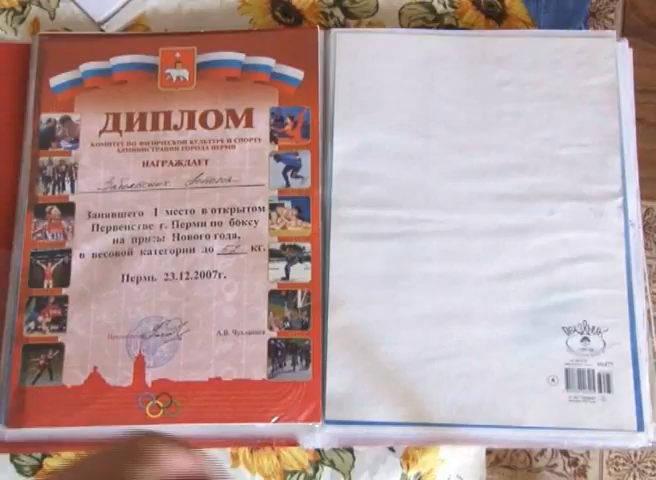 ДИПЛОМ
КОМИТЕТ ПО ФИЗИЧЕСКОЙ КУЛЬТУРЕ И СПОРТУ
АДМИНИСТРАЦИИ ГОРОДА ПЕРМИ
НАГРАЖДАЕТ
Занявшего 1 место в открытом
Первенстве г. Перми по боксу
на призы Нового года,
в весовой категории до кг.
Пермь 23.12.2007г.
А.В.